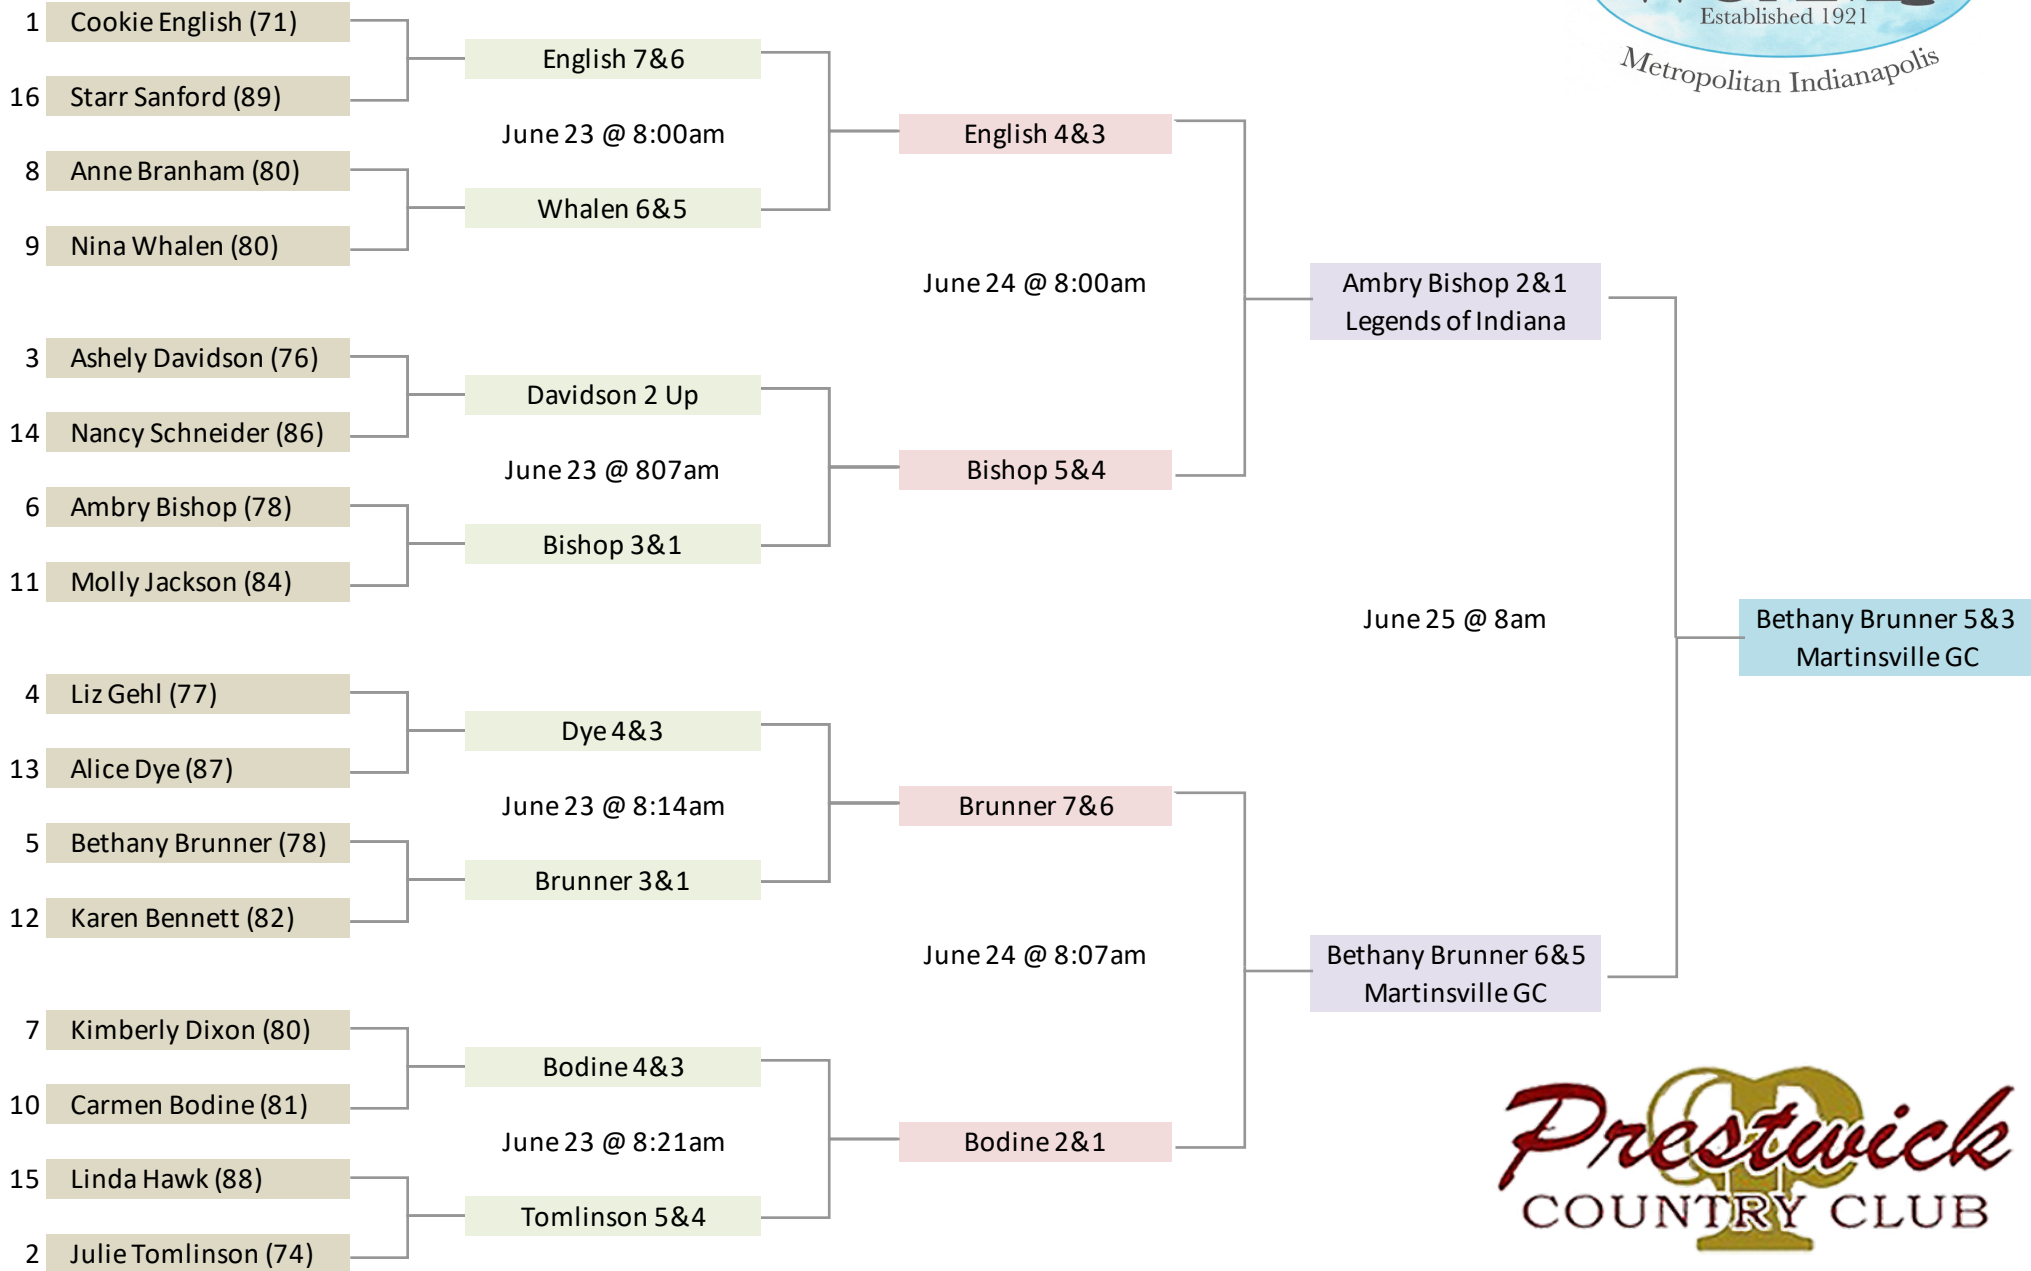 Established 1921
Metropolitan Indianapolis
1 Cookie English (71)
16 Starr Sanford (89)
8 Anne Branham (80)
9 Nina Whalen (80)
3 Ashely Davidson (76)
14 Nancy Schneider (86)
6 Ambry Bishop (78)
11 Molly Jackson (84)
4 Liz Gehl (77)
13 Alice Dye (87)
5 Bethany Brunner (78)
12 Karen Bennett (82)
7 Kimberly Dixon (80)
10 Carmen Bodine (81)
15 Linda Hawk (88)
2 Julie Tomlinson (74)
English 7&6
June 23 @ 8:00am
Whalen 6&5
Davidson 2 Up
June 23 @ 807am
Bishop 3&1
Dye 4&3
June 23 @ 8:14am
Brunner 3&1
Bodine 4&3
June 23 @ 8:21am
Tomlinson 5&4
English 4&3
June 24 @ 8:00am
Bishop 5&4
Brunner 7&6
June 24 @ 8:07am
Bodine 2&1
Ambry Bishop 2&1
Legends of Indiana
June 25 @ 8am
Bethany Brunner 6&5
Martinsville GC
Bethany Brunner 5&3
Martinsville GC
Prestwick
COUNTRY CLUB